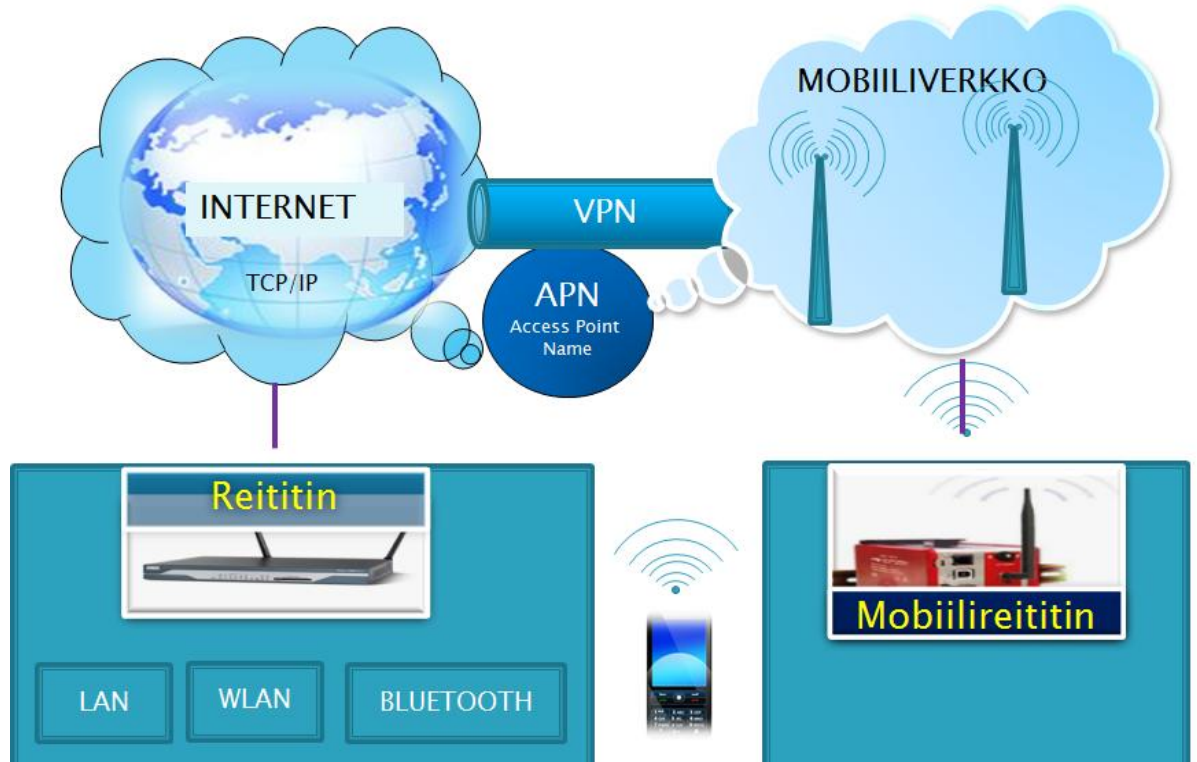 MOBIILIVERKKO
INTERNET
TCP/IP
VPN
APN
Access Point
Name
Reititin
Mobiilireititin
LAN
WLAN
BLUETOOTH